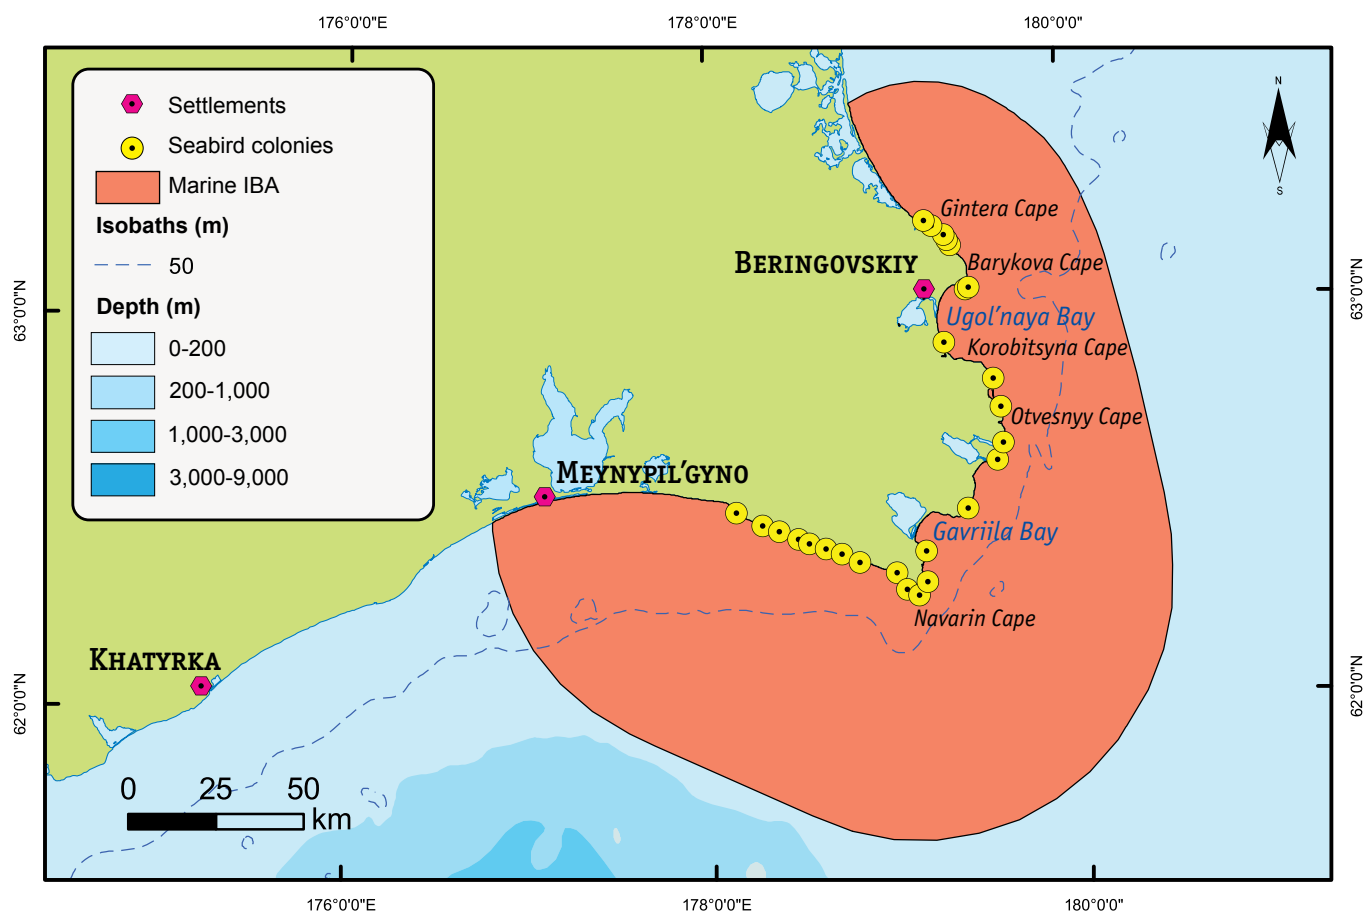 176°0'0"E
178°0'0"E
180°0'0"
Settlements
Seabird colonies
Marine IBA
Isobaths (m)
50
Depth (m)
0-200
200-1,000
1,000-3,000
3,000-9,000
N
S
Gintera Cape
Barykova Cape
BERINGOVSKIY
Ugol'naya Bay
Korobitsyna Cape
Otvesnyy Cape
MEYNYPIL'GYNO
Gavriila Bay
Navarin Cape
KHATYRKA
63°0'0"N
63°0'0"N
62°0'0"N
62°0'0"N
0 25 50
km
176°0'0"E
178°0'0"E
180°0'0"